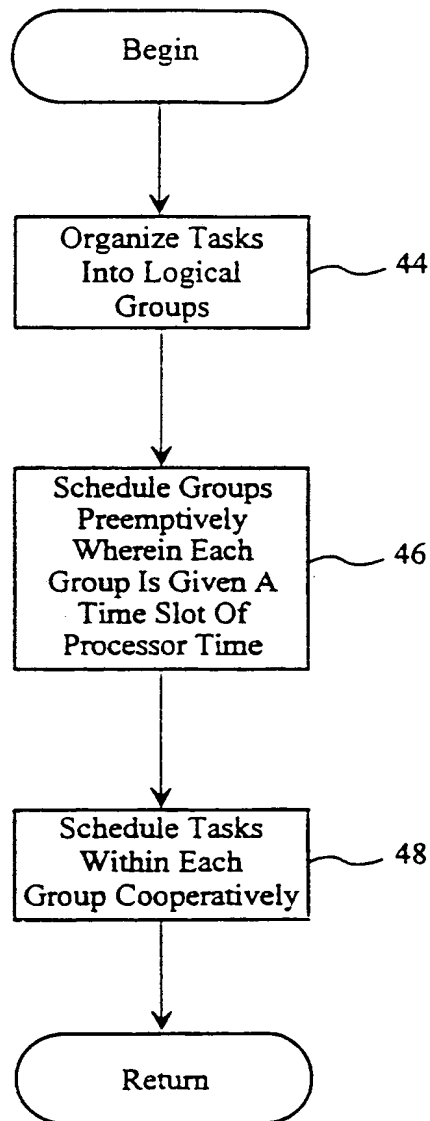 Begin
Organize Tasks
Into Logical
Groups
44
Schedule Groups
Preemptively
Wherein Each
Group Is Given A
Time Slot Of
Processor Time
46
Schedule Tasks
Within Each
Group Cooperatively
48
Return